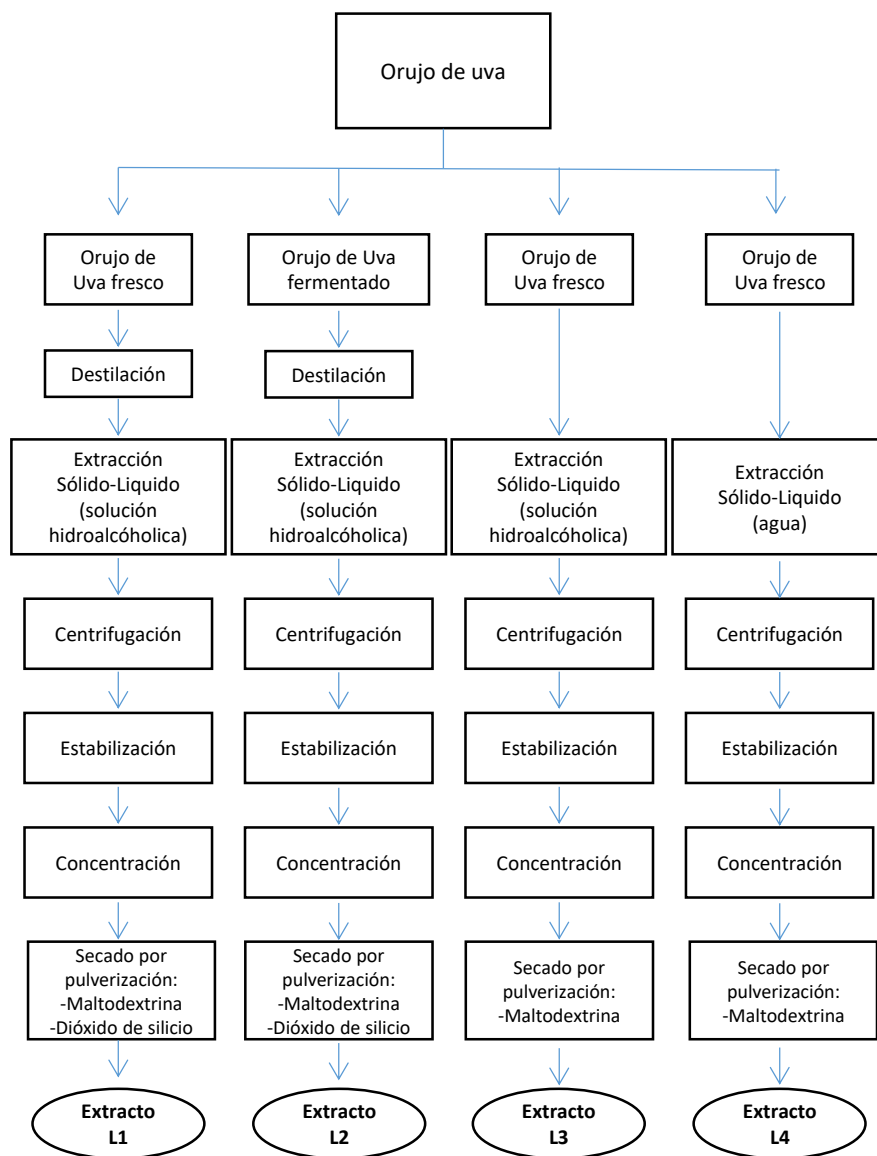 Orujo de uva
Orujo de
Uva fresco
Orujo de Uva
fermentado
Orujo de
Uva fresco
Orujo de
Uva fresco
Destilación
Destilación
Extracción
Sólido-Liquido
(solución
hidroalcóholica)
Extracción
Sólido-Liquido
(solución
hidroalcóholica)
Extracción
Sólido-Liquido
(solución
hidroalcóholica)
Extracción
Sólido-Liquido
(agua)
Centrifugación
Centrifugación
Centrifugación
Centrifugación
Estabilización
Estabilización
Estabilización
Estabilización
Concentración
Concentración
Concentración
Concentración
Secado por
pulverización:
-Maltodextrina
-Dióxido de silicio
Secado por
pulverización:
-Maltodextrina
-Dióxido de silicio
Secado por
pulverización:
-Maltodextrina
Secado por
pulverización:
-Maltodextrina
Extracto
L1
Extracto
L2
Extracto
L3
Extracto
L4